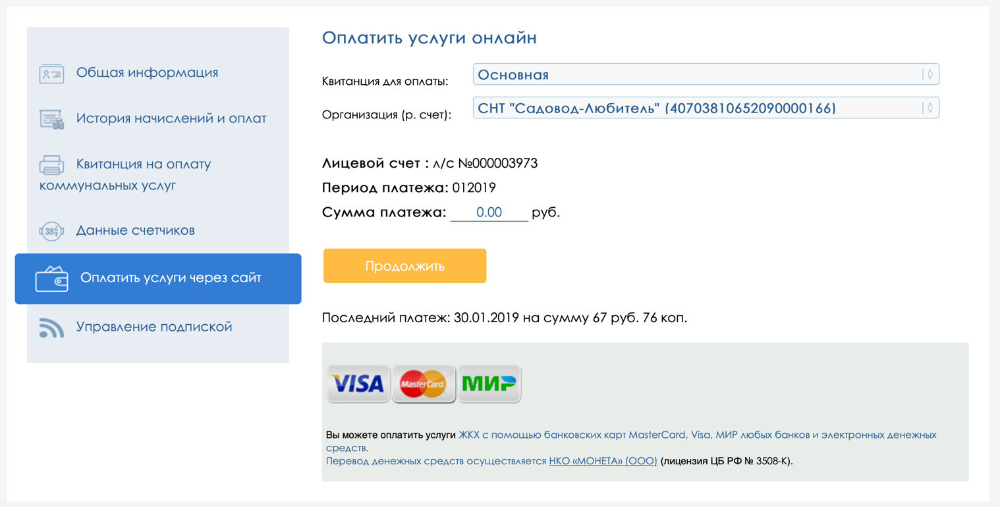 Общая информация
История начислений и оплат
Квитанция на оплату
коммунальных услуг
Данные счетчиков
Оплатить услуги через сайт
Управление подпиской
Оплатить услуги онлайн
Квитанция для оплаты: Основная
Организация (р. счет): СНТ "Садовод-Любитель" (40703810652090000166)
Лицевой счет : л/с №000003973
Период платежа: 012019
Сумма платежа: 0.00 руб.
Продолжить
Последний платеж: 30.01.2019 на сумму 67 руб. 76 коп.
VISA MasterCard МИР
Вы можете оплатить услуги ЖКХ с помощью банковских карт MasterCard, Visa, МИР любых банков и электронных денежных
средств.
Перевод денежных средств осуществляется НКО «МОНЕТА» (ООО) (лицензия ЦБ РФ № 3508-К).